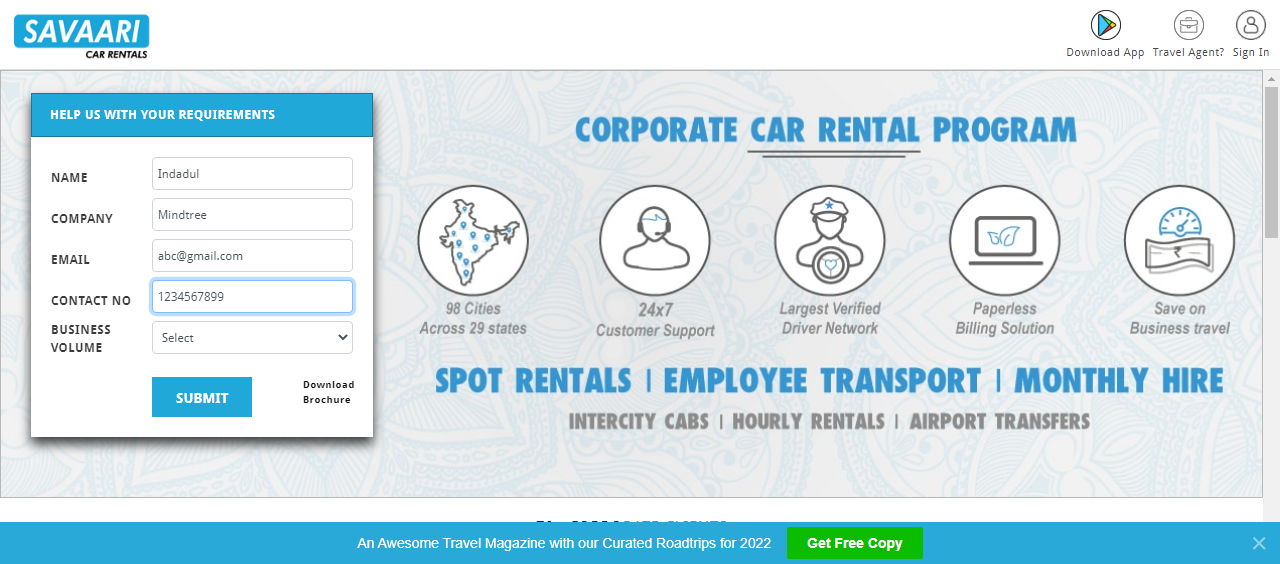 SAVAARI
CAR RENTALS
Download App
Travel Agent?
Sign In
HELP US WITH YOUR REQUIREMENTS
NAME
Indadul
COMPANY
Mindtree
EMAIL
abc@gmail.com
CONTACT NO
1234567899
BUSINESS
VOLUME
Select
SUBMIT
Download
Brochure
CORPORATE CAR RENTAL PROGRAM
98 Cities
Across 29 states
24x7
Customer Support
Largest Verified
Driver Network
Paperless
Billing Solution
Save on
Business travel
SPOT RENTALS | EMPLOYEE TRANSPORT | MONTHLY HIRE
INTERCITY CABS | HOURLY RENTALS | AIRPORT TRANSFERS
An Awesome Travel Magazine with our Curated Roadtrips for 2022
Get Free Copy